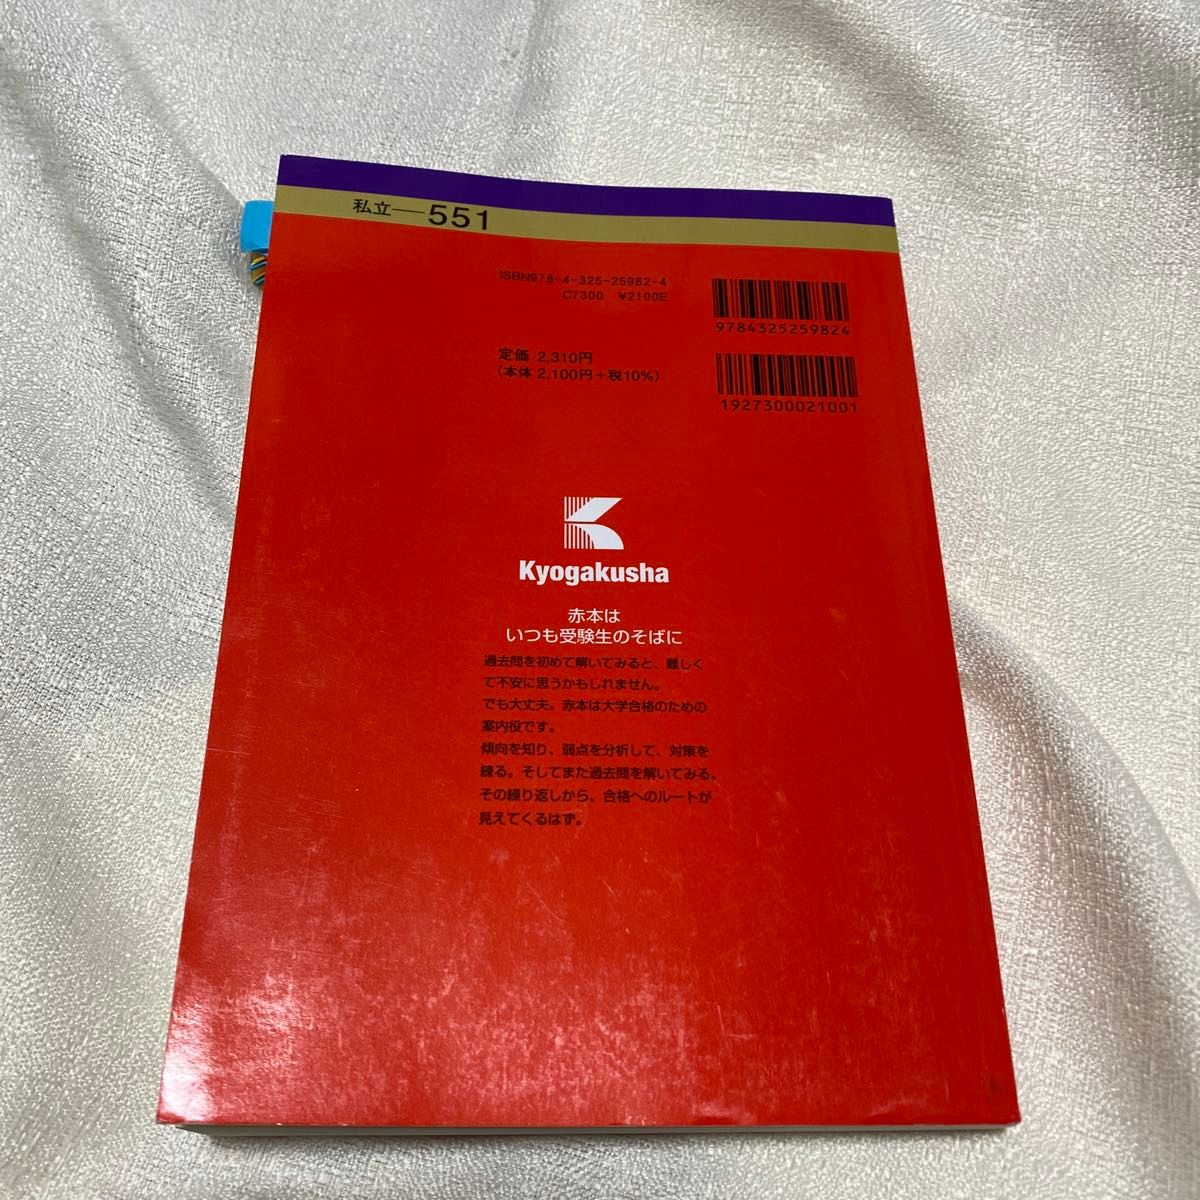 私立—551
ISBN978-4-325-25982-4
C7300 ¥2100E
9784325259824
定価 2,310円
(本体 2,100円+税10%)
1927300021001
Kyogakusha
赤本は
いつも受験生のそばに
過去問を初めて解いてみると、難しく
て不安に思うかもしれません。
でも大丈夫。赤本は大学合格のための
案内役です。
傾向を知り、弱点を分析して、対策を
練る。そしてまた過去問を解いてみる。
その繰り返しから、合格へのルートが
見えてくるはず。